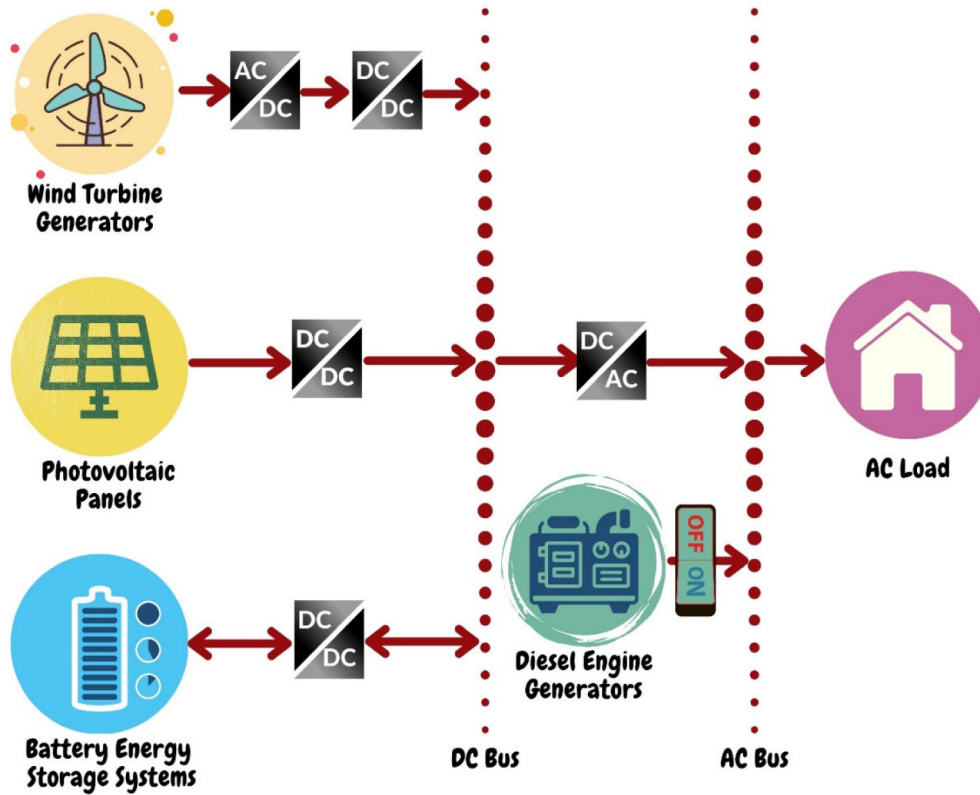 AC
DC
DC
DC
Wind Turbine
Generators
DC
DC
DC
AC
Photovoltaic
Panels
AC Load
OFF
ON
DC
DC
Diesel Engine
Generators
Battery Energy
Storage Systems
DC Bus
AC Bus